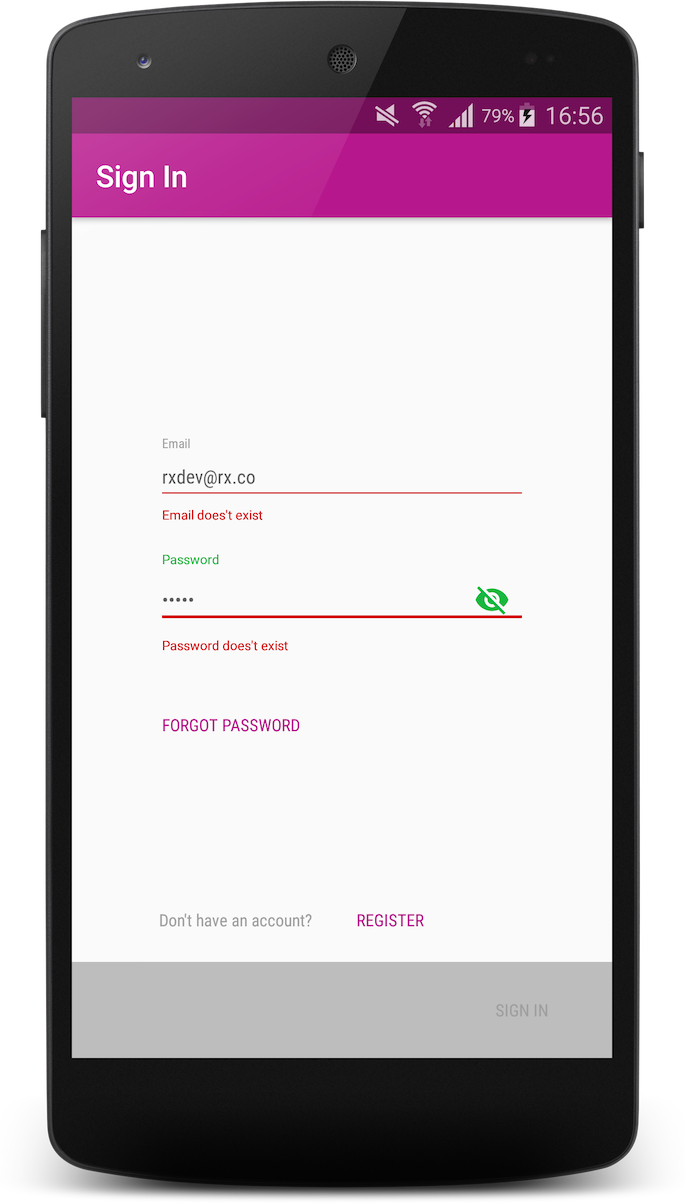 79% 16:56
Sign In
Email
rxdev@rx.co
Email does't exist
Password
•••••
Password does't exist
FORGOT PASSWORD
Don't have an account? REGISTER
SIGN IN